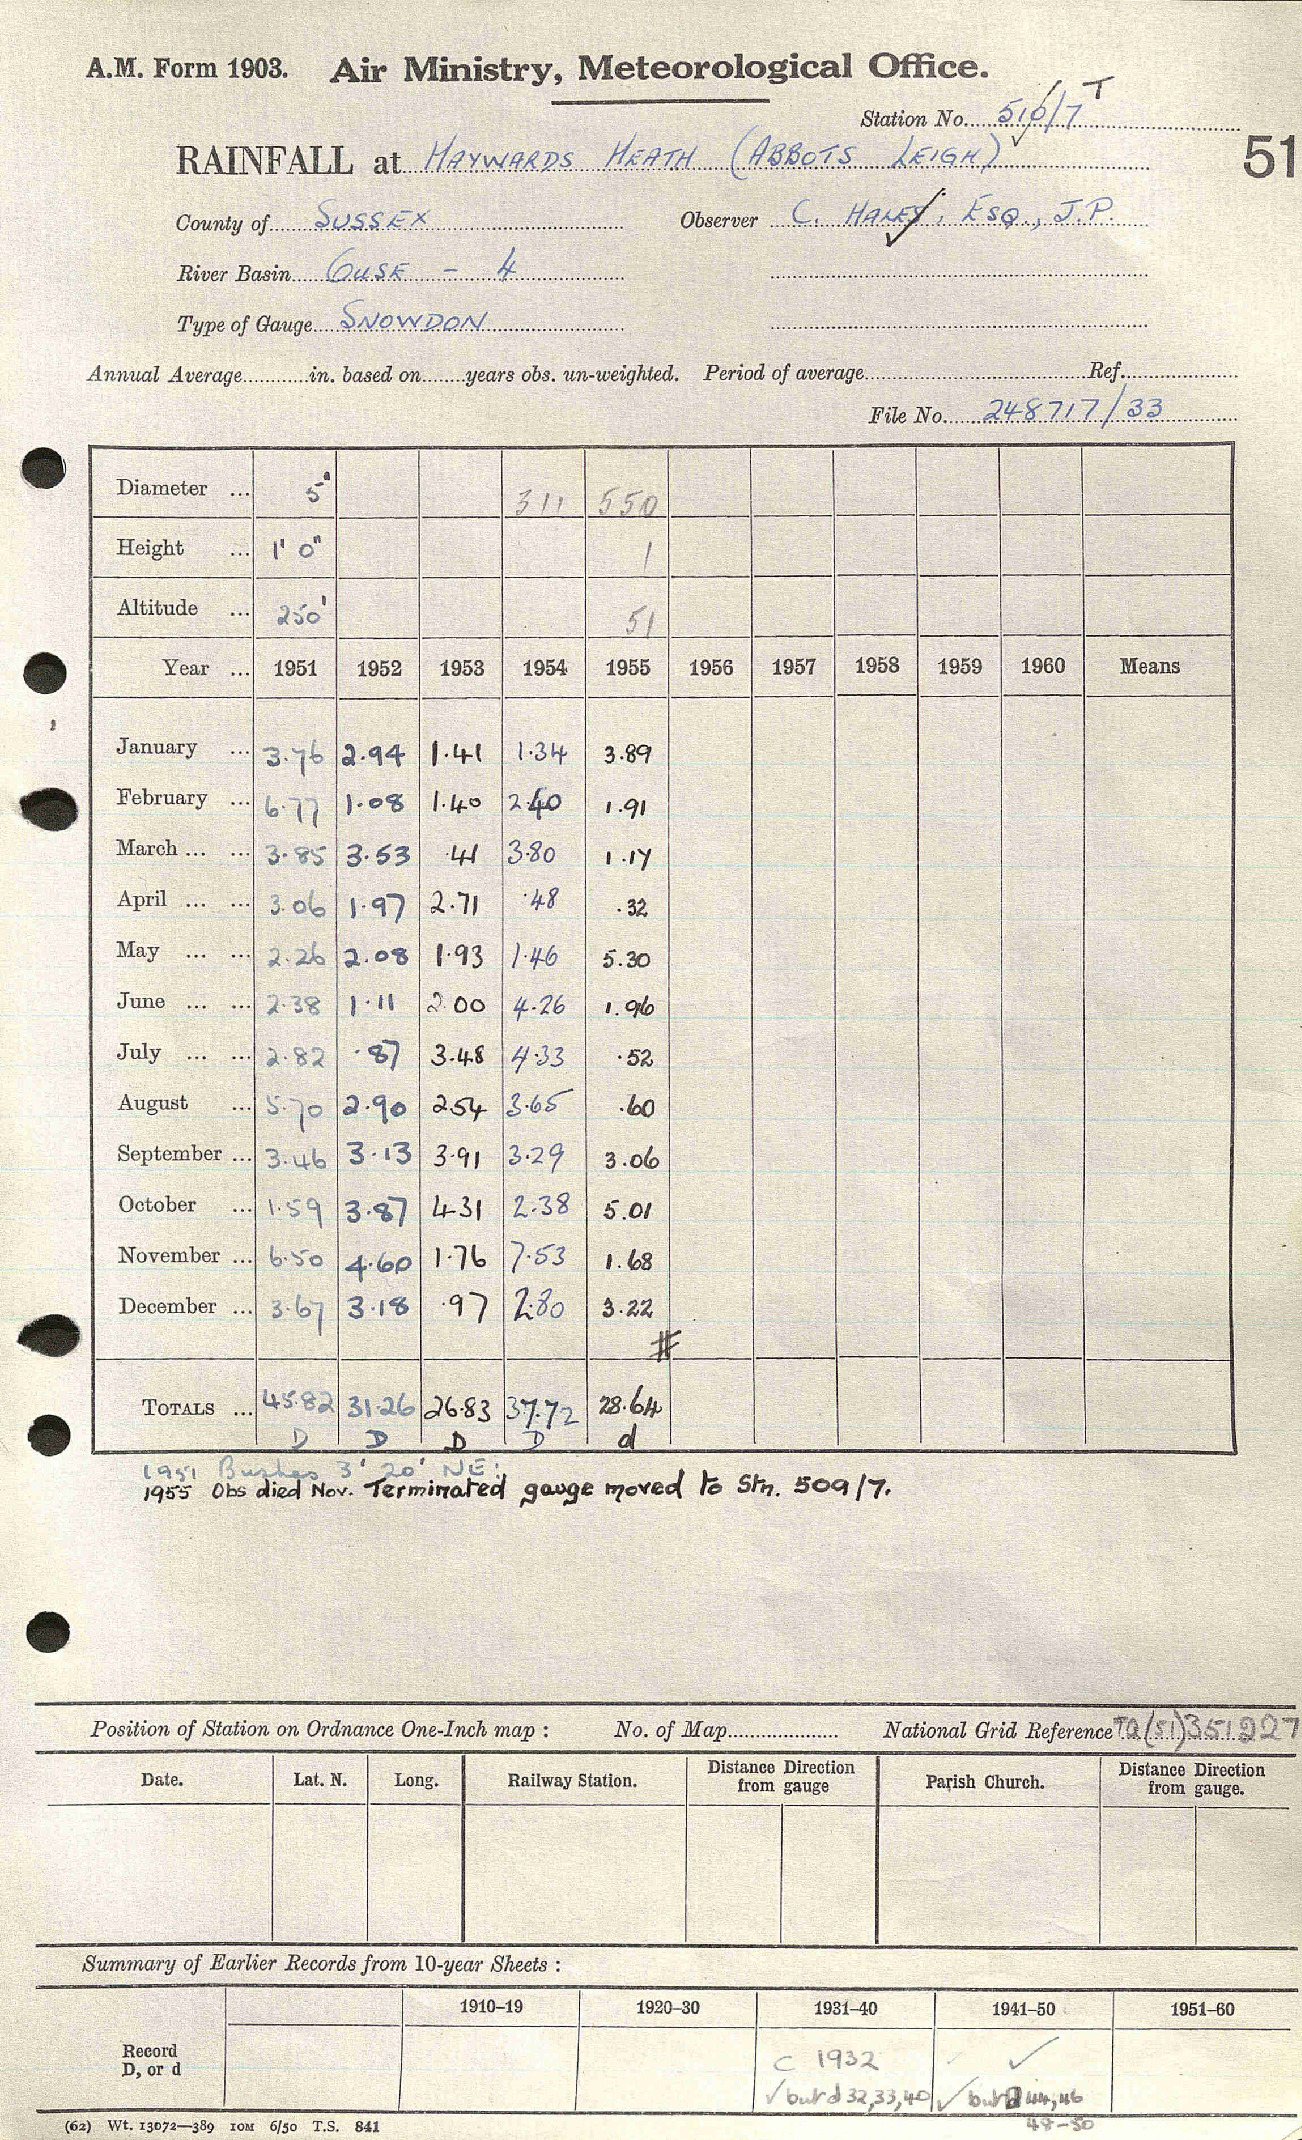 A.M. Form 1903. Air Ministry, Meteorological Office.
Station No. 510/7 T
RAINFALL at HAYWARDS HEATH (ABBOTS LEIGH) 51
County of SUSSEX Observer C. HANEY, ESQ., J.P.
River Basin OUSE - 4
Type of Gauge SNOWDON
Annual Average in. based on years obs. un-weighted. Period of average Ref.
File No. 248717/33
Diameter ... 5" 311 550
Height ... 1' 0" 1
Altitude ... 250' 51
Year ... 1951 1952 1953 1954 1955 1956 1957 1958 1959 1960 Means
January ... 3.76 2.94 1.41 1.34 3.89
February ... 6.77 1.08 1.40 2.40 1.91
March ... ... 3.85 3.53 .41 3.80 1.17
April ... ... 3.06 1.97 2.71 .48 .32
May ... ... 2.26 2.08 1.93 1.46 5.30
June ... ... 2.38 1.11 2.00 4.26 1.96
July ... ... 2.82 .87 3.48 4.33 .52
August ... 5.70 2.90 2.54 3.65 .60
September ... 3.46 3.13 3.91 3.29 3.06
October ... 1.59 3.87 4.31 2.38 5.01
November ... 6.50 4.60 1.76 7.53 1.68
December ... 3.67 3.18 .97 2.80 3.22
#
TOTALS ... 45.82 31.26 26.83 37.72 28.64
D D D D d
1951 Bushes 3' 20' NE.
1955 Obs died Nov. Terminated gauge moved to Stn. 509/7.
Position of Station on Ordnance One-Inch map : No. of Map National Grid Reference TQ(51)351227
Date. Lat. N. Long. Railway Station. Distance from gauge Direction Parish Church. Distance from gauge. Direction
Summary of Earlier Records from 10-year Sheets :
1910–19 1920–30 1931–40 1941–50 1951–60
Record D, or d
C 1932 ✓
✓ but d 32,33,40 ✓ but d 44,46
48-50
(62) Wt. 13072—389 10M 6/50 T.S. 841